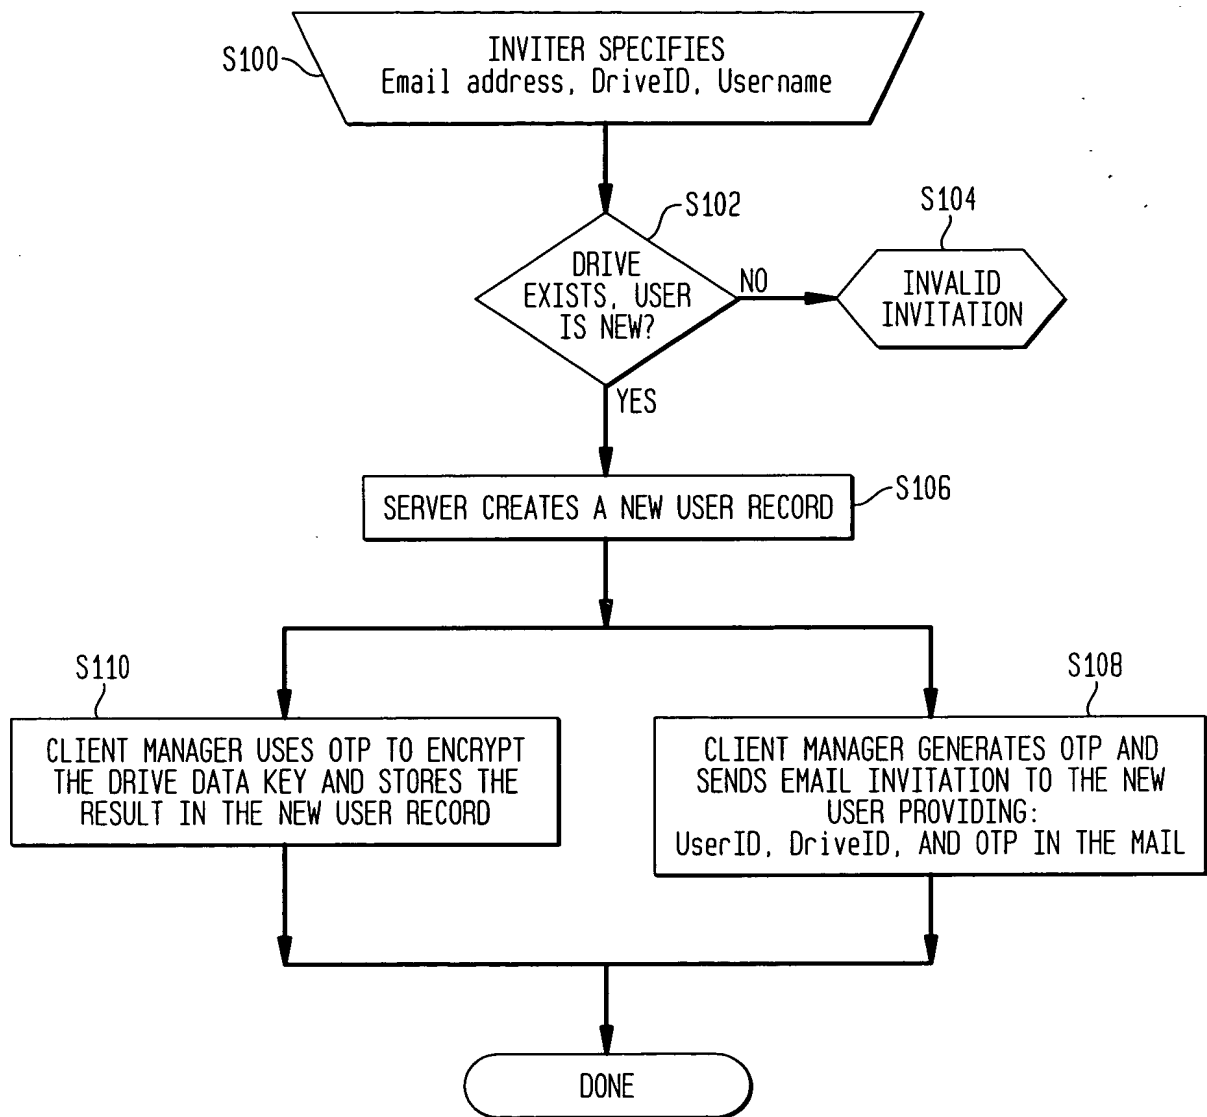 S100
INVITER SPECIFIES
Email address, DriveID, Username
S102
DRIVE
EXISTS, USER
IS NEW?
NO
S104
INVALID
INVITATION
YES
SERVER CREATES A NEW USER RECORD
S106
S110
CLIENT MANAGER USES OTP TO ENCRYPT
THE DRIVE DATA KEY AND STORES THE
RESULT IN THE NEW USER RECORD
S108
CLIENT MANAGER GENERATES OTP AND
SENDS EMAIL INVITATION TO THE NEW
USER PROVIDING:
UserID, DriveID, AND OTP IN THE MAIL
DONE